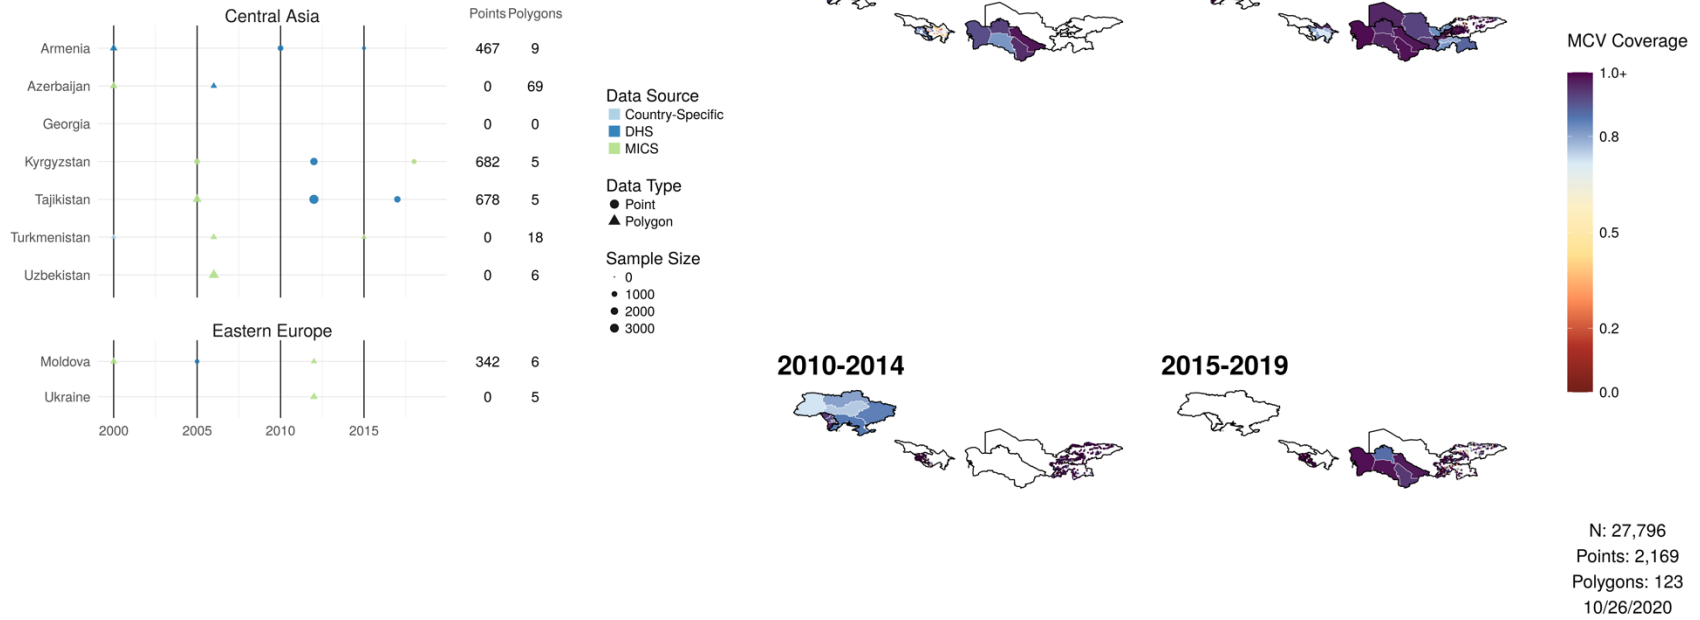 Central Asia
Points Polygons
Armenia 467 9
Azerbaijan 0 69
Georgia 0 0
Kyrgyzstan 682 5
Tajikistan 678 5
Turkmenistan 0 18
Uzbekistan 0 6
Eastern Europe
Moldova 342 6
Ukraine 0 5
2000 2005 2010 2015
Data Source
Country-Specific
DHS
MICS
Data Type
Point
Polygon
Sample Size
0
1000
2000
3000
2010-2014
2015-2019
MCV Coverage
1.0+
0.8
0.5
0.2
0.0
N: 27,796
Points: 2,169
Polygons: 123
10/26/2020